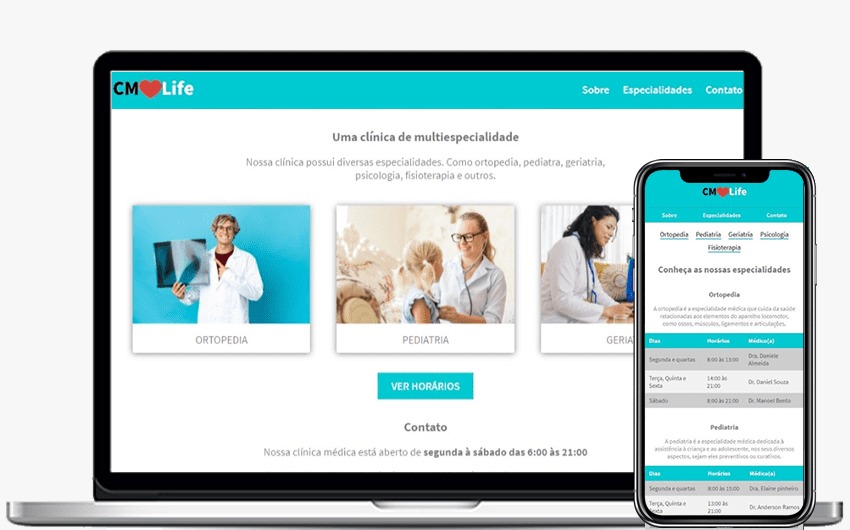 CM Life
Sobre Especialidades Contato
Uma clínica de multiespecialidade
Nossa clínica possui diversas especialidades. Como ortopedia, pediatra, geriatria,
psicologia, fisioterapia e outros.
ORTOPEDIA
PEDIATRIA
GERIA
VER HORÁRIOS
Contato
Nossa clínica médica está aberto de segunda à sábado das 6:00 às 21:00
CM Life
Sobre Especialidades Contato
Ortopedia Pediatria Geriatria Psicologia
Fisioterapia
Conheça as nossas especialidades
Ortopedia
A ortopedia é a especialidade médica que cuida da saúde
relacionadas aos elementos do aparelho locomotor,
como ossos, músculos, ligamentos e articulações.
Dias Horários Médico(a)
Segunda e quartas 8:00 às 13:00 Dra. Daniele
Almeida
Terça, Quinta e
Sexta 14:00 às
21:00 Dr. Daniel Souza
Sábado 8:00 às 21:00 Dr. Manoel Bento
Pediatria
A pediatria é a especialidade médica dedicada à
assistência à criança e ao adolescente, nos seus diversos
aspectos, sejam eles preventivos ou curativos.
Dias Horários Médico(a)
Segunda e quartas 8:00 às 15:00 Dra. Elaine pinheiro
Terça, Quinta e
Sexta 13:00 às
21:00 Dr. Anderson Ramos